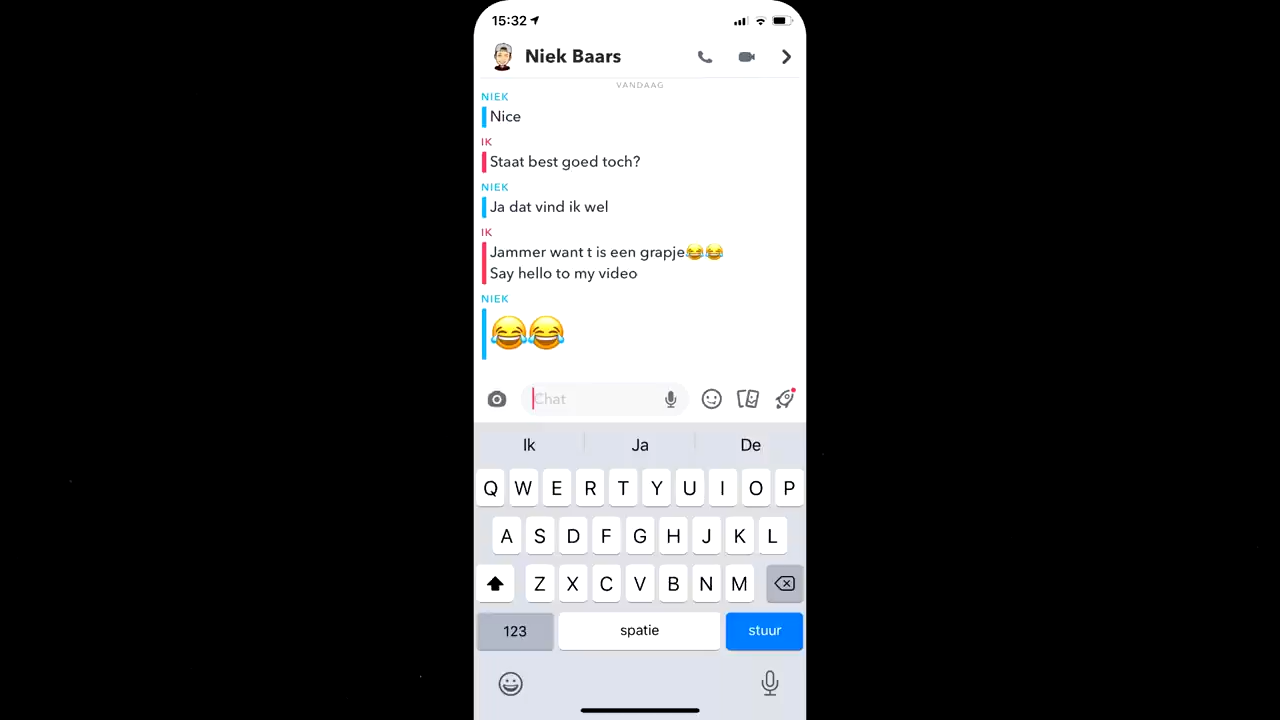 15:32
Niek Baars
VANDAAG
NIEK
Nice
IK
Staat best goed toch?
NIEK
Ja dat vind ik wel
IK
Jammer want t is een grapje😂😂
Say hello to my video
NIEK
😂😂
Chat
Ik Ja De
Q W E R T Y U I O P
A S D F G H J K L
Z X C V B N M
123 spatie stuur